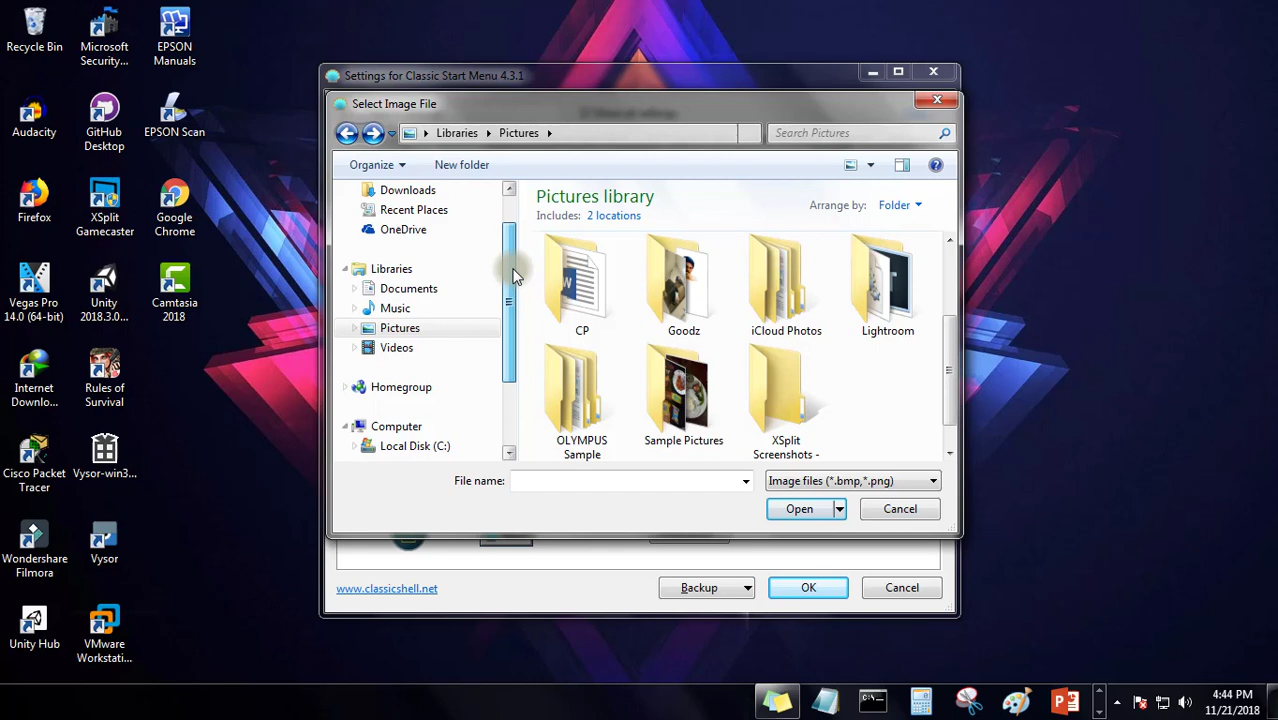 Recycle Bin
Microsoft
Security...
EPSON
Manuals
Audacity
GitHub
Desktop
EPSON Scan
Firefox
XSplit
Gamecaster
Google
Chrome
Vegas Pro
14.0 (64-bit)
Unity
2018.3.0...
Camtasia
2018
Internet
Downlo...
Rules of
Survival
Cisco Packet
Tracer
Vysor-win3...
Wondershare
Filmora
Vysor
Unity Hub
VMware
Workstati...
Settings for Classic Start Menu 4.3.1
Select Image File
Libraries
Pictures
Search Pictures
Organize
New folder
Downloads
Recent Places
OneDrive
Libraries
Documents
Music
Pictures
Videos
Homegroup
Computer
Local Disk (C:)
Pictures library
Includes: 2 locations
Arrange by: Folder
CP
Goodz
iCloud Photos
Lightroom
OLYMPUS
Sample
Sample Pictures
XSplit
Screenshots -
File name:
Image files (*.bmp,*.png)
Open
Cancel
www.classicshell.net
Backup
OK
Cancel
4:44 PM
11/21/2018